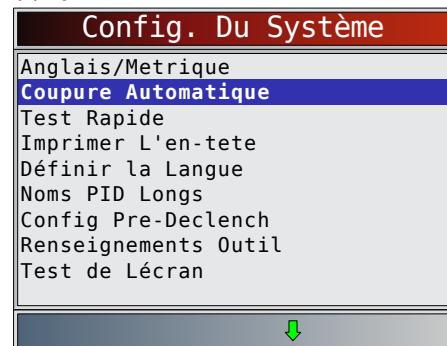 Config. Du Système
Anglais/Metrique
Coupure Automatique
Test Rapide
Imprimer L'en-tete
Définir la Langue
Noms PID Longs
Config Pre-Declench
Renseignements Outil
Test de Lécran